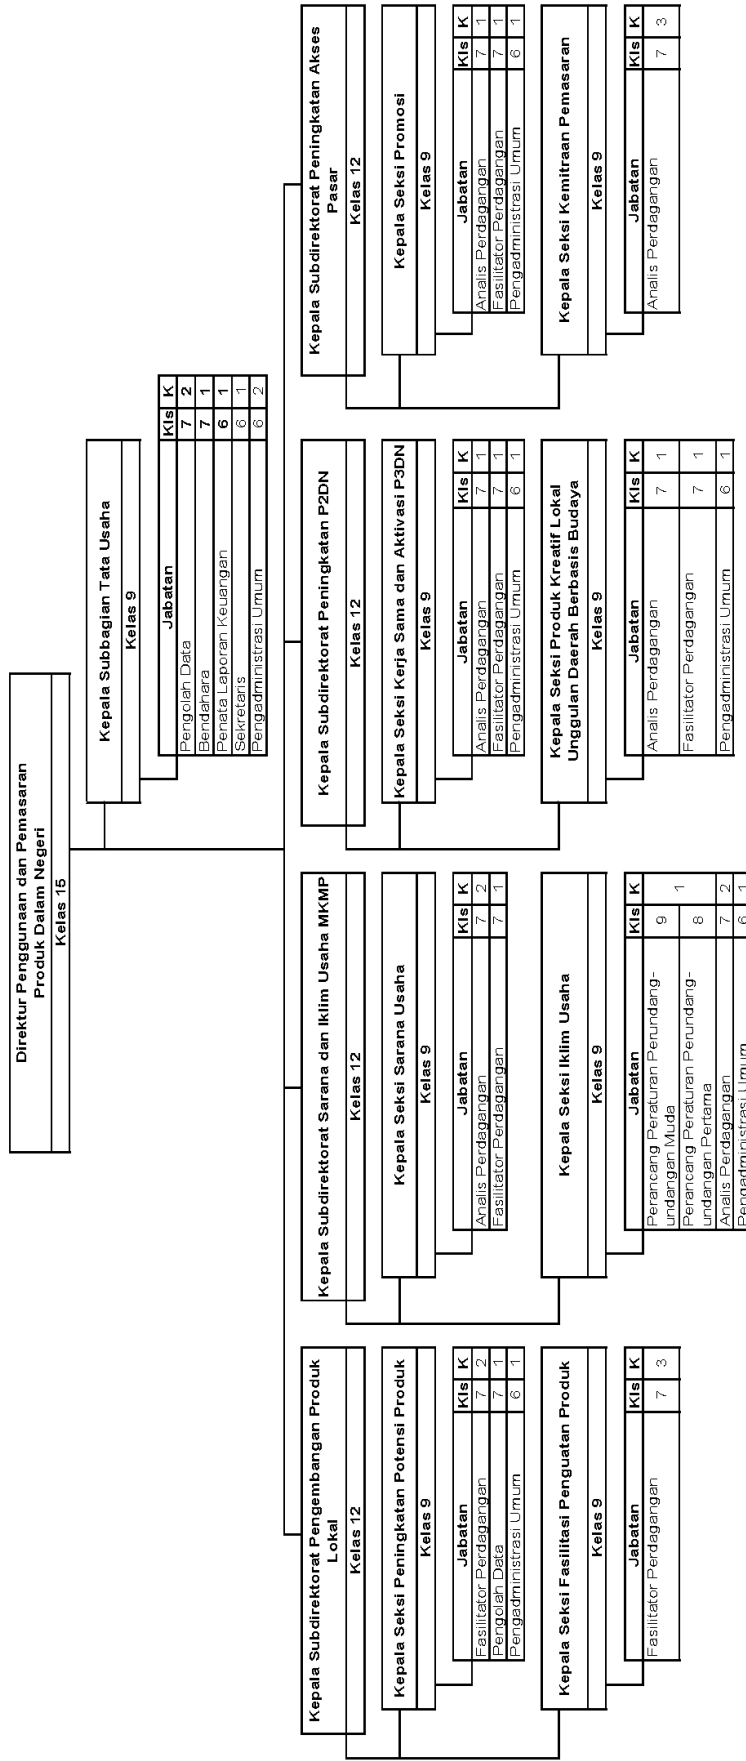 Direktur Penggunaan dan Pemasaran
Produk Dalam Negeri
Kelas 15
Kepala Subbagian Tata Usaha
Kelas 9
Jabatan Kls K
Pengolah Data 7 2
Bendahara 7 1
Penata Laporan Keuangan 6 1
Sekretaris 6 1
Pengadministrasi Umum 6 2
Kepala Subdirektorat Pengembangan Produk
Lokal
Kelas 12
Kepala Seksi Peningkatan Potensi Produk
Kelas 9
Jabatan Kls K
Fasilitator Perdagangan 7 2
Pengolah Data 7 1
Pengadministrasi Umum 6 1
Kepala Seksi Fasilitasi Penguatan Produk
Kelas 9
Jabatan Kls K
Fasilitator Perdagangan 7 3
Kepala Subdirektorat Sarana dan Iklim Usaha MKMP
Kelas 12
Kepala Seksi Sarana Usaha
Kelas 9
Jabatan Kls K
Analis Perdagangan 7 2
Fasilitator Perdagangan 7 1
Kepala Seksi Iklim Usaha
Kelas 9
Jabatan Kls K
Perancang Peraturan Perundang-
undangan Muda 9 1
Perancang Peraturan Perundang-
undangan Pertama 8
Analis Perdagangan 7 2
Pengadministrasi Umum 6 1
Kepala Subdirektorat Peningkatan P2DN
Kelas 12
Kepala Seksi Kerja Sama dan Aktivasi P3DN
Kelas 9
Jabatan Kls K
Analis Perdagangan 7 1
Fasilitator Perdagangan 7 1
Pengadministrasi Umum 6 1
Kepala Seksi Produk Kreatif Lokal
Unggulan Daerah Berbasis Budaya
Kelas 9
Jabatan Kls K
Analis Perdagangan 7 1
Fasilitator Perdagangan 7 1
Pengadministrasi Umum 6 1
Kepala Subdirektorat Peningkatan Akses
Pasar
Kelas 12
Kepala Seksi Promosi
Kelas 9
Jabatan Kls K
Analis Perdagangan 7 1
Fasilitator Perdagangan 7 1
Pengadministrasi Umum 6 1
Kepala Seksi Kemitraan Pemasaran
Kelas 9
Jabatan Kls K
Analis Perdagangan 7 3